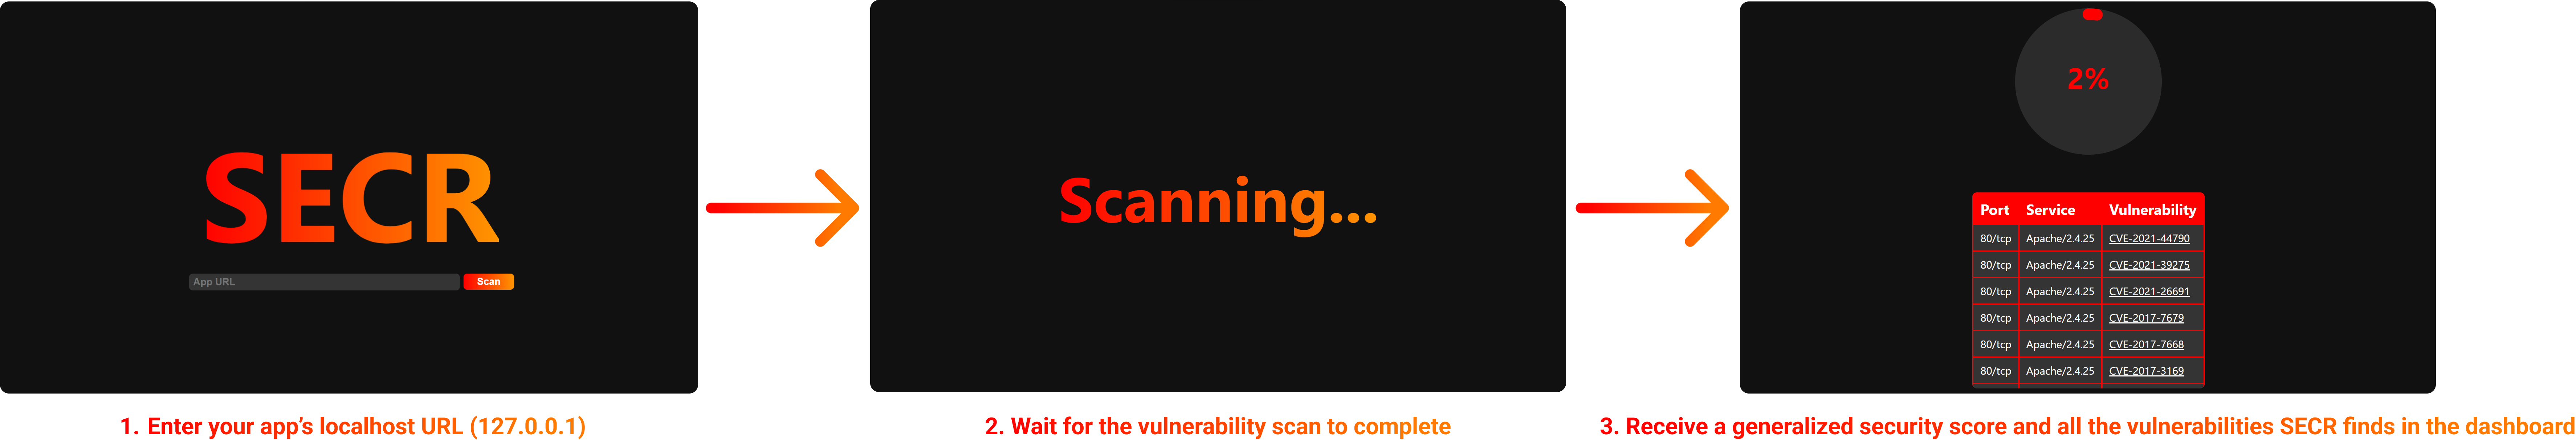 SECR
App URL
Scan
1. Enter your app’s localhost URL (127.0.0.1)
Scanning...
2. Wait for the vulnerability scan to complete
2%
Port Service Vulnerability
80/tcp Apache/2.4.25 CVE-2021-44790
80/tcp Apache/2.4.25 CVE-2021-39275
80/tcp Apache/2.4.25 CVE-2021-26691
80/tcp Apache/2.4.25 CVE-2017-7679
80/tcp Apache/2.4.25 CVE-2017-7668
80/tcp Apache/2.4.25 CVE-2017-3169
3. Receive a generalized security score and all the vulnerabilities SECR finds in the dashboard